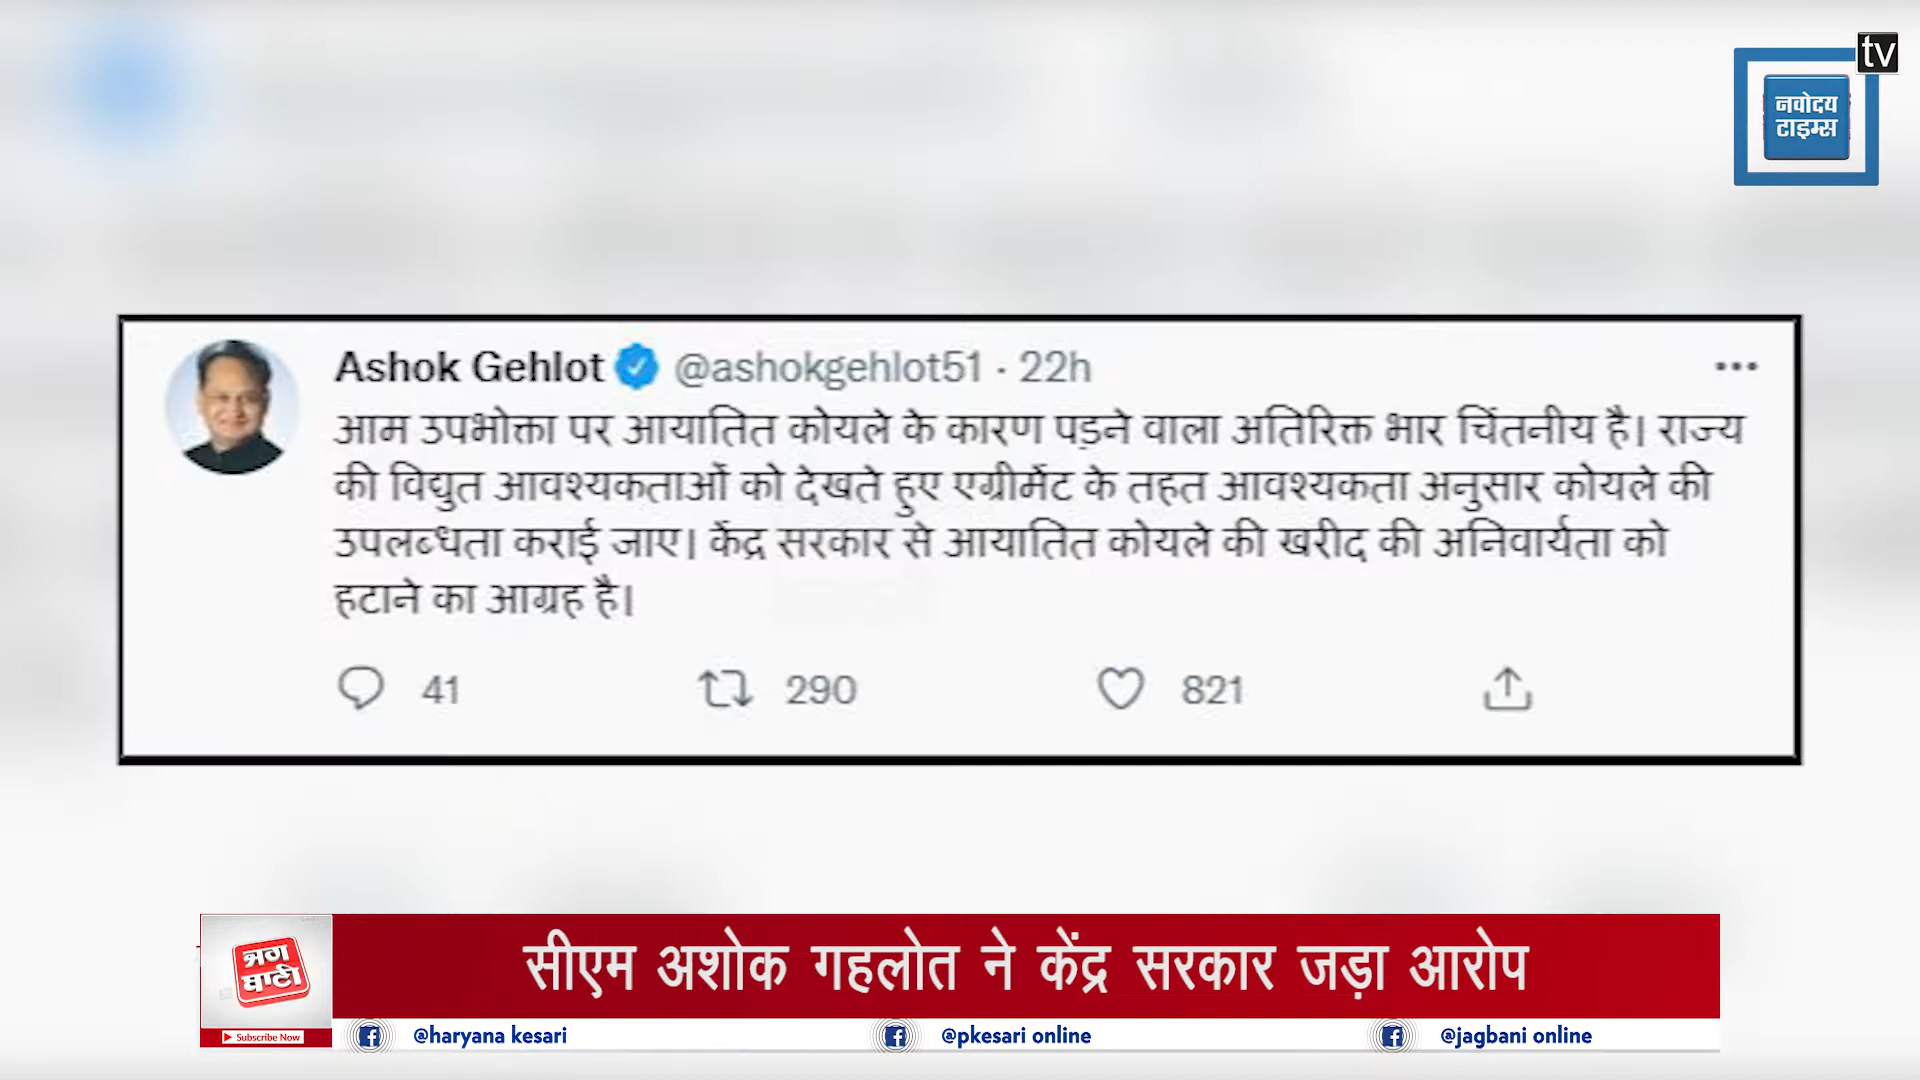 tv
नवोदय
टाइम्स
Ashok Gehlot @ashokgehlot51 · 22h
आम उपभोक्ता पर आयातित कोयले के कारण पड़ने वाला अतिरिक्त भार चिंतनीय है। राज्य
की विद्युत आवश्यकताओं को देखते हुए एग्रीमेंट के तहत आवश्यकता अनुसार कोयले की
उपलब्धता कराई जाए। केंद्र सरकार से आयातित कोयले की खरीद की अनिवार्यता को
हटाने का आग्रह है।
41 290 821
सीएम अशोक गहलोत ने केंद्र सरकार जड़ा आरोप
ਜਗ
ਬਾਣੀ
Subscribe Now
@haryana kesari @pkesari online @jagbani online